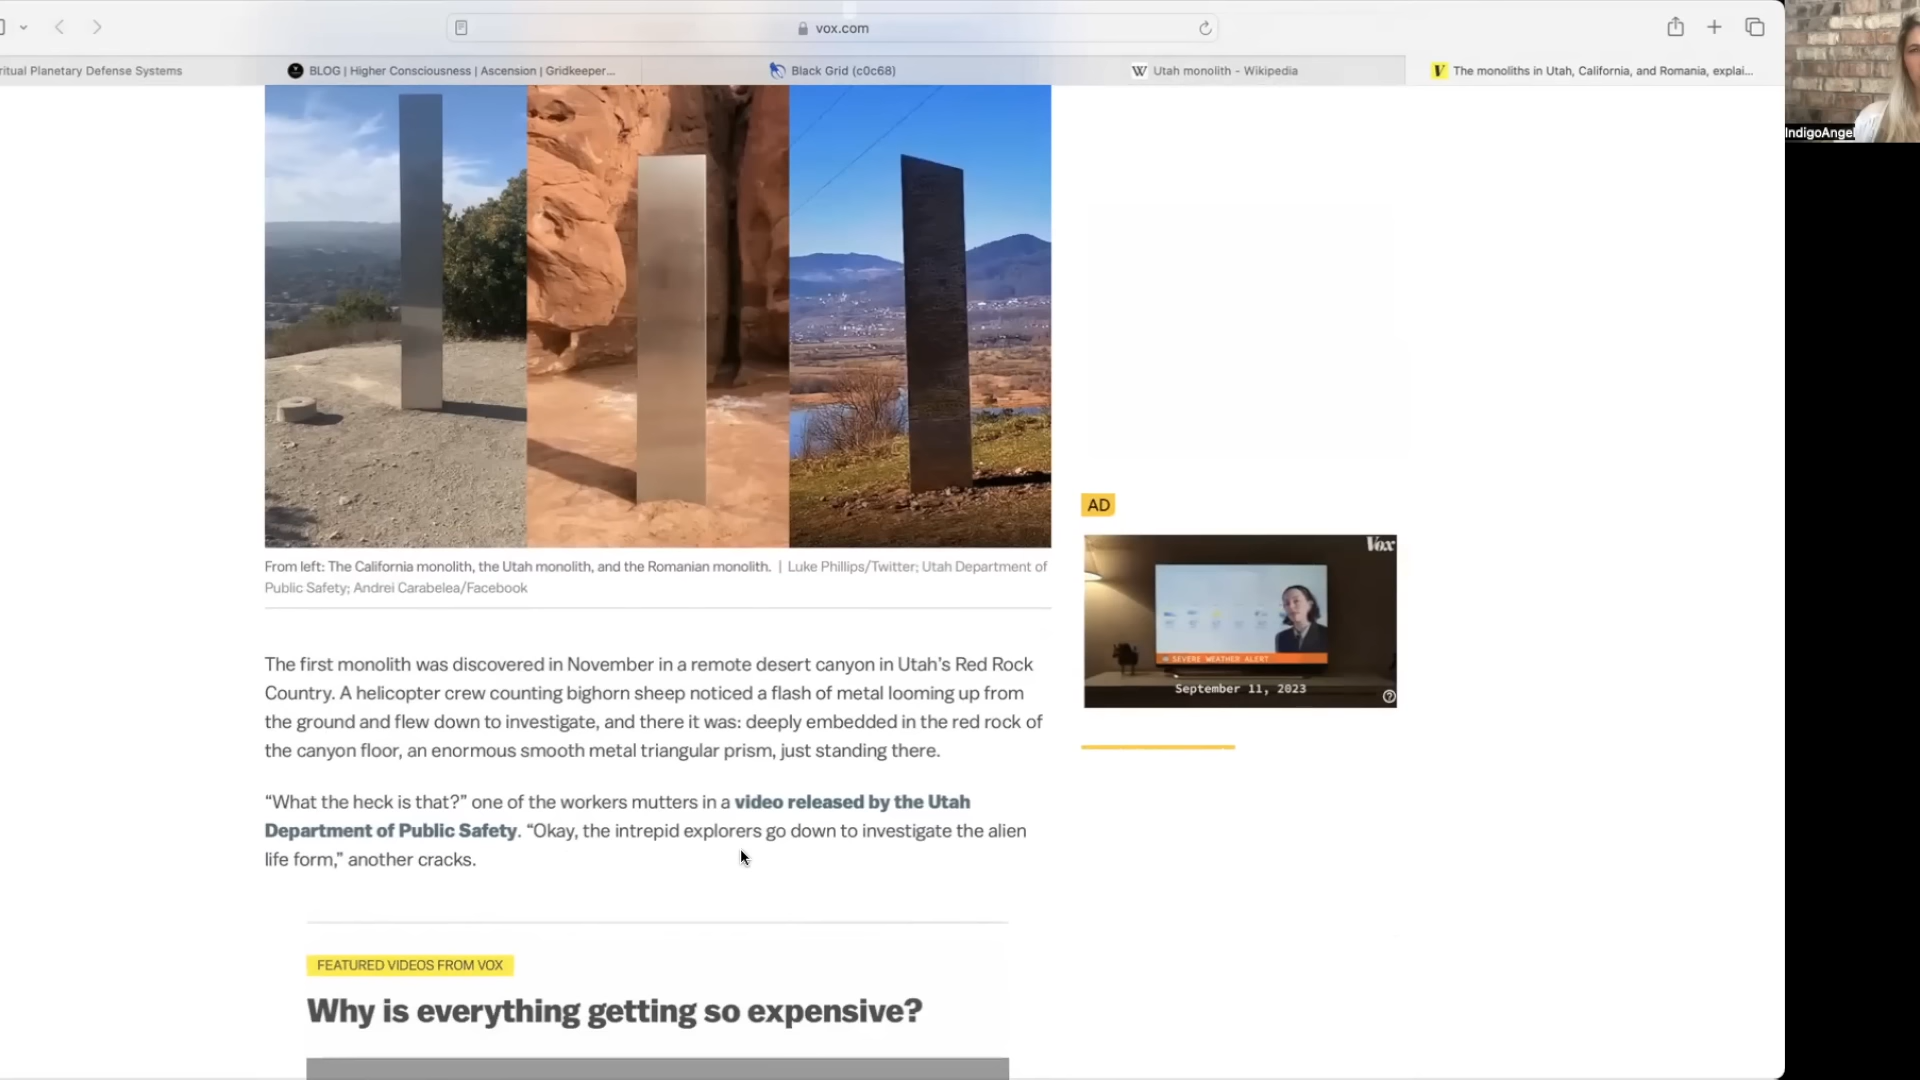 vox.com
ritual Planetary Defense Systems
BLOG | Higher Consciousness | Ascension | Gridkeeper...
Black Grid (c0c68)
W Utah monolith - Wikipedia
V The monoliths in Utah, California, and Romania, explai...
IndigoAngel
From left: The California monolith, the Utah monolith, and the Romanian monolith. | Luke Phillips/Twitter; Utah Department of
Public Safety; Andrei Carabelea/Facebook
AD
Vox
SEVERE WEATHER ALERT
September 11, 2023
The first monolith was discovered in November in a remote desert canyon in Utah’s Red Rock
Country. A helicopter crew counting bighorn sheep noticed a flash of metal looming up from
the ground and flew down to investigate, and there it was: deeply embedded in the red rock of
the canyon floor, an enormous smooth metal triangular prism, just standing there.
“What the heck is that?” one of the workers mutters in a video released by the Utah
Department of Public Safety. “Okay, the intrepid explorers go down to investigate the alien
life form,” another cracks.
FEATURED VIDEOS FROM VOX
Why is everything getting so expensive?